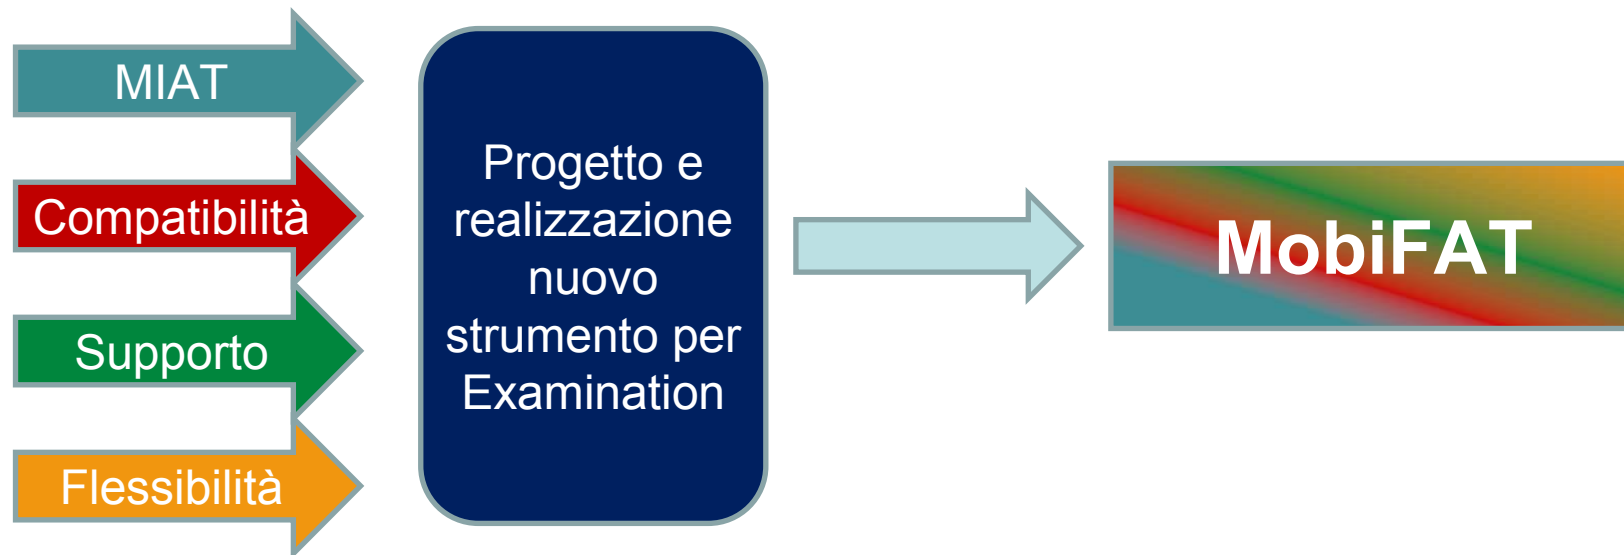 MIAT
Compatibilità
Supporto
Flessibilità
Progetto e
realizzazione
nuovo
strumento per
Examination
MobiFAT